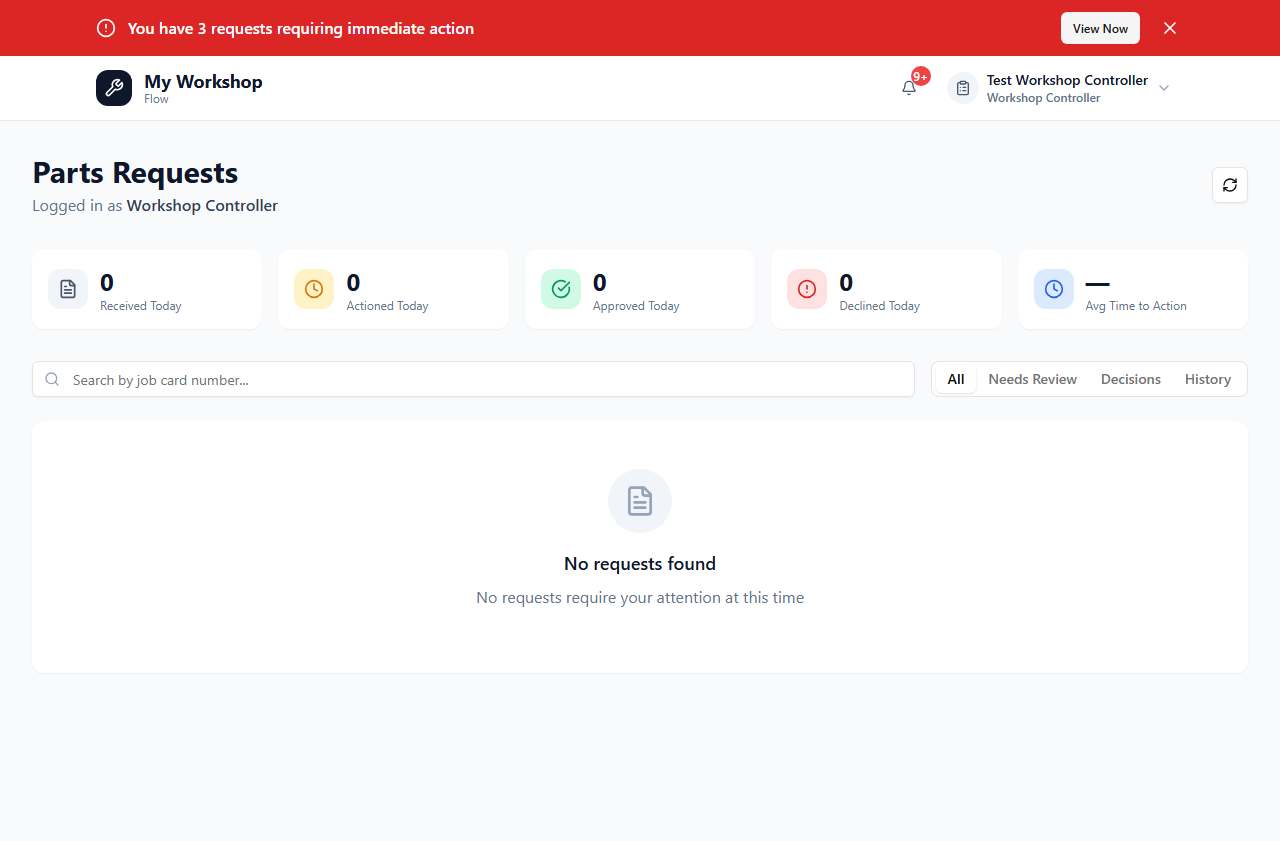 You have 3 requests requiring immediate action
View Now
My Workshop
Flow
9+
Test Workshop Controller
Workshop Controller
Parts Requests
Logged in as Workshop Controller
0
Received Today
0
Actioned Today
0
Approved Today
0
Declined Today
—
Avg Time to Action
Search by job card number...
All
Needs Review
Decisions
History
No requests found
No requests require your attention at this time